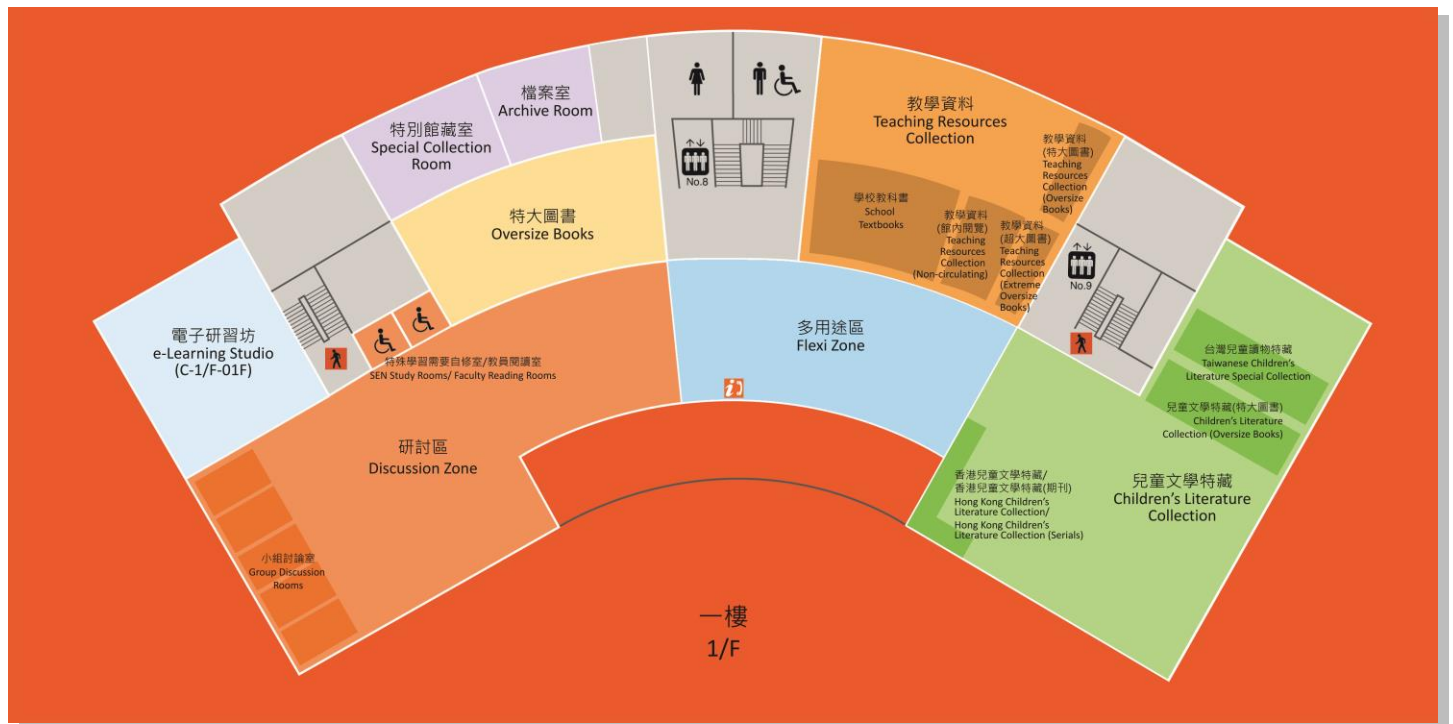 檔案室
Archive Room
特別館藏室
Special Collection
Room
特大圖書
Oversize Books
No.8
教學資料
Teaching Resources
Collection
教學資料
(特大圖書)
Teaching
Resources
Collection
(Oversize
Books)
學校教科書
School
Textbooks
教學資料
(館內閱覽)
Teaching
Resources
Collection
(Non-circulating)
教學資料
(超大圖書)
Teaching
Resources
Collection
(Extreme
Oversize
Books)
No.9
電子研習坊
e-Learning Studio
(C-1/F-01F)
特殊學習需要自修室/教員閱讀室
SEN Study Rooms/ Faculty Reading Rooms
多用途區
Flexi Zone
i
台灣兒童讀物特藏
Taiwanese Children's
Literature Special Collection
兒童文學特藏(特大圖書)
Children's Literature
Collection (Oversize Books)
研討區
Discussion Zone
香港兒童文學特藏/
香港兒童文學特藏(期刊)
Hong Kong Children's
Literature Collection/
Hong Kong Children's
Literature Collection (Serials)
兒童文學特藏
Children's Literature
Collection
小組討論室
Group Discussion
Rooms
一樓
1/F